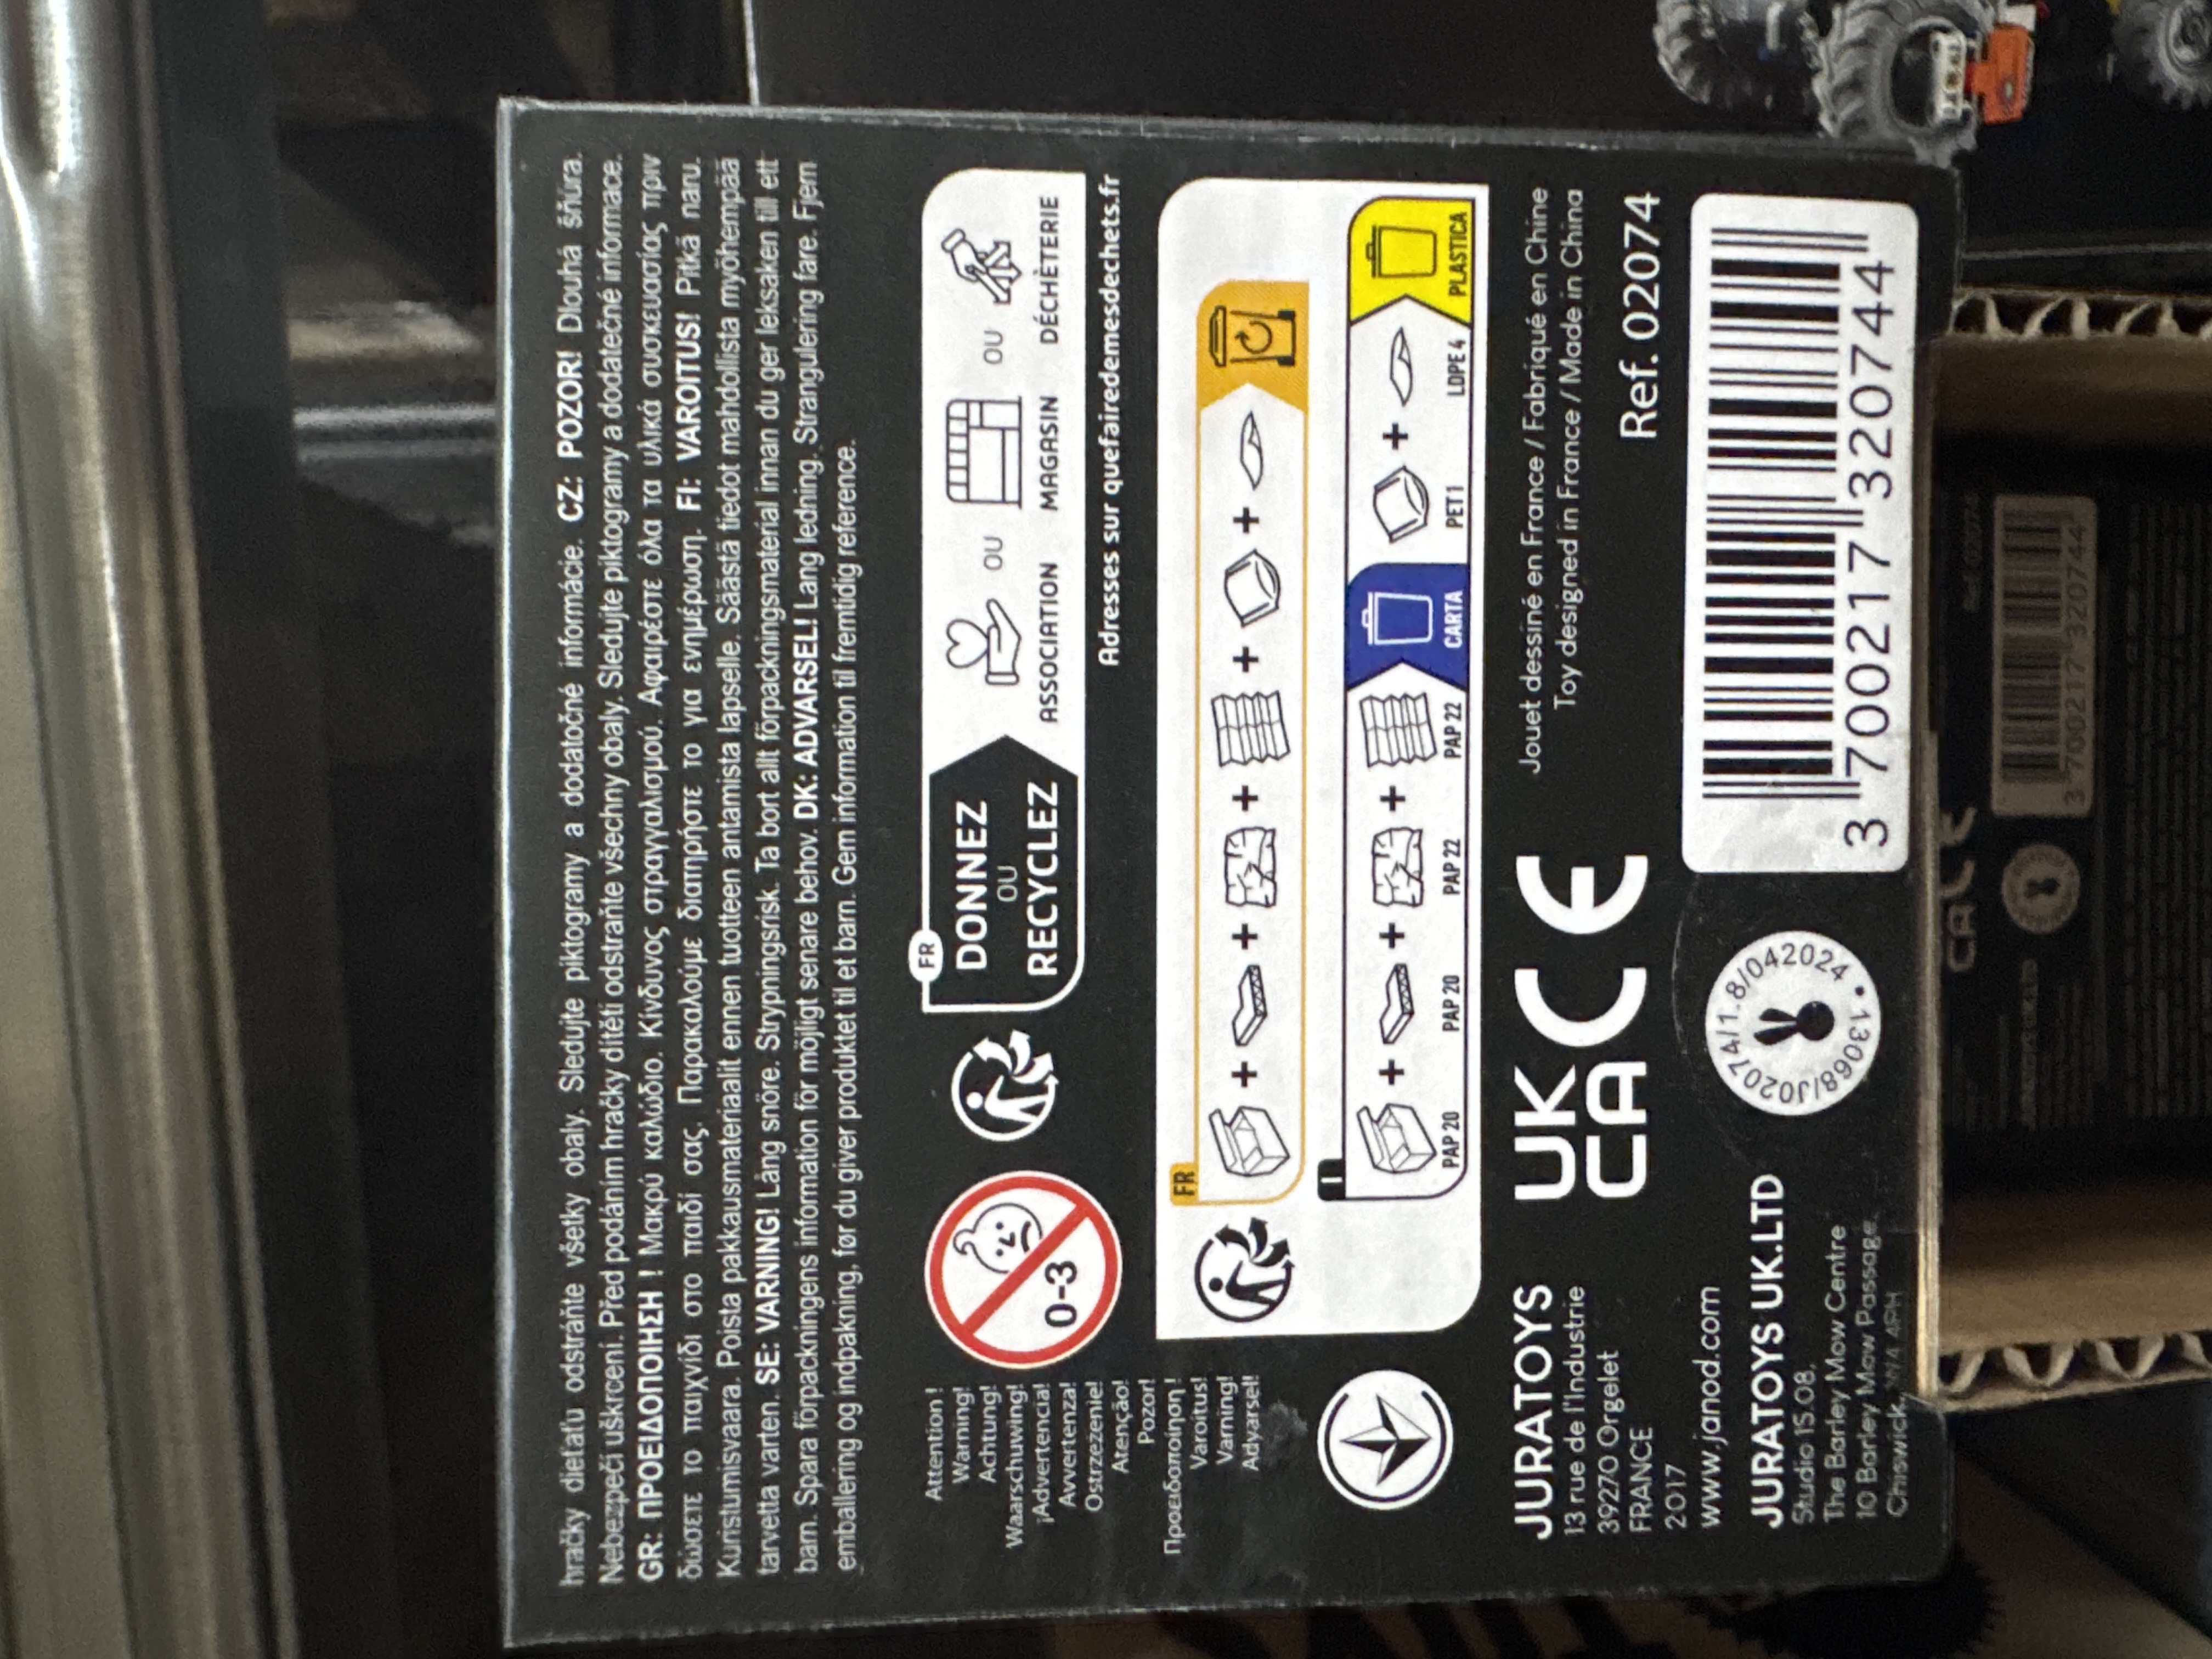 hračky dieťaťu odstráňte všetky obaly. Sledujte piktogramy a dodatočné informácie. CZ: POZOR! Dlouhá šňůra.
Nebezpečí uškrcení. Před podáním hračky dítěti odstraňte všechny obaly. Sledujte piktogramy a dodatečné informace.
GR: ΠΡΟΕΙΔΟΠΟΙΗΣΗ ! Μακρύ καλώδιο. Κίνδυνος στραγγαλισμού. Αφαιρέστε όλα τα υλικά συσκευασίας πριν
δώσετε το παιχνίδι στο παιδί σας. Παρακαλούμε διατηρήστε το για ενημέρωση. FI: VAROITUS! Pitkä naru.
Kuristumisvaara. Poista pakkausmateriaalit ennen tuotteen antamista lapselle. Säästä tiedot mahdollista myöhempää
tarvetta varten. SE: VARNING! Lång snöre. Strypningsrisk. Ta bort allt förpackningsmaterial innan du ger leksaken till ett
barn. Spara förpackningens information för möjligt senare behov. DK: ADVARSEL! Lang ledning. Strangulering fare. Fjern
emballering og indpakning, før du giver produktet til et barn. Gem information til fremtidig reference.
Attention !
Warning!
Achtung!
Waarschuwing!
¡Advertencia!
Avvertenza!
Ostrzeżenie!
Atenção!
Pozor!
Προειδοποίηση !
Varoitus!
Varning!
Advarsel!
0-3
FR
DONNEZ
OU
RECYCLEZ
ASSOCIATION
OU
MAGASIN
OU
DÉCHÈTERIE
Adresses sur quefairedemesdechets.fr
FR
+ + + + +
I
+ + + +
PAP 20 PAP 20 PAP 22 PAP 22 CARTA PET 1 LDPE 4 PLASTICA
JURATOYS
13 rue de l'Industrie
39270 Orgelet
FRANCE
2017
www.janod.com
JURATOYS UK.LTD
Studio 15.08.
The Barley Mow Centre
10 Barley Mow Passage,
Chiswick, W4 4PH
UK
CA
CE
J02074/1.8/042024 • 13068/
Jouet dessiné en France / Fabriqué en Chine
Toy designed in France / Made in China
Ref. 02074
3 700217 320744
Ref. 02074
3 700217 320744
CA CE